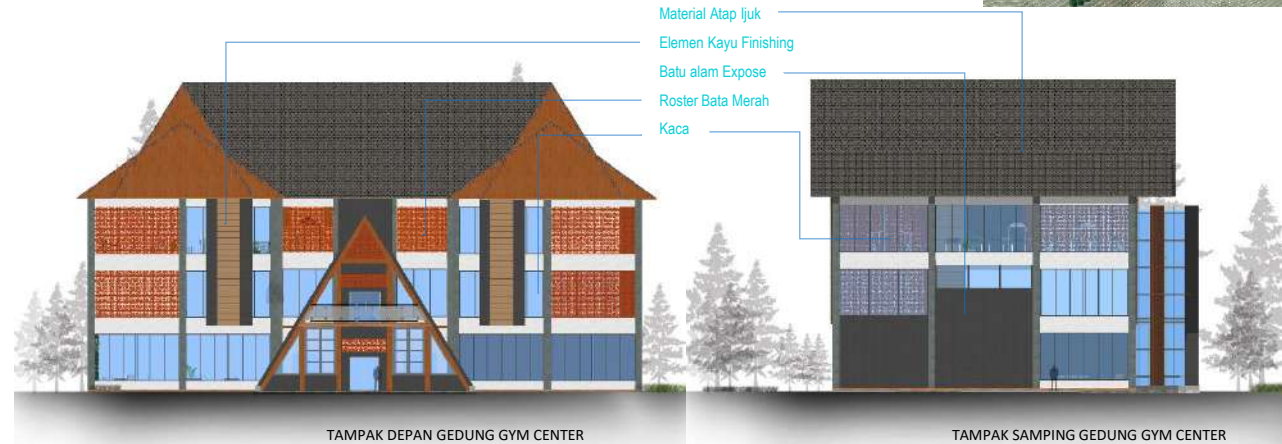 Material Atap Ijuk
Elemen Kayu Finishing
Batu alam Expose
Roster Bata Merah
Kaca
TAMPAK DEPAN GEDUNG GYM CENTER
TAMPAK SAMPING GEDUNG GYM CENTER